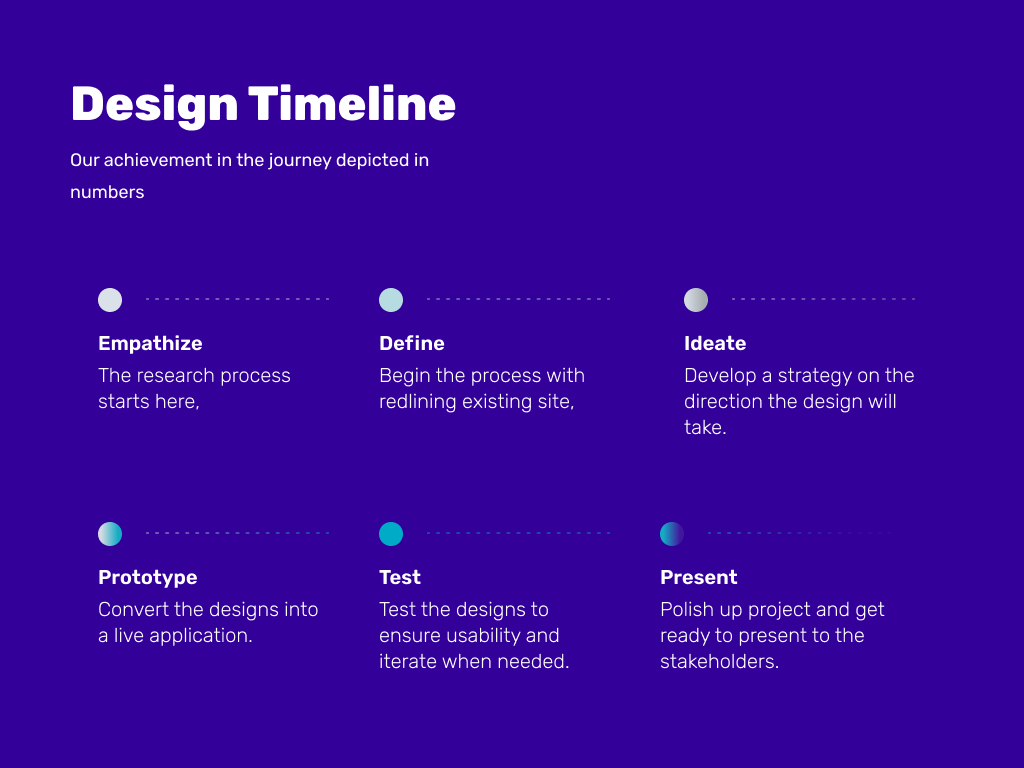 Design Timeline
Our achievement in the journey depicted in
numbers
Empathize
The research process
starts here,
Define
Begin the process with
redlining existing site,
Ideate
Develop a strategy on the
direction the design will
take.
Prototype
Convert the designs into
a live application.
Test
Test the designs to
ensure usability and
iterate when needed.
Present
Polish up project and get
ready to present to the
stakeholders.